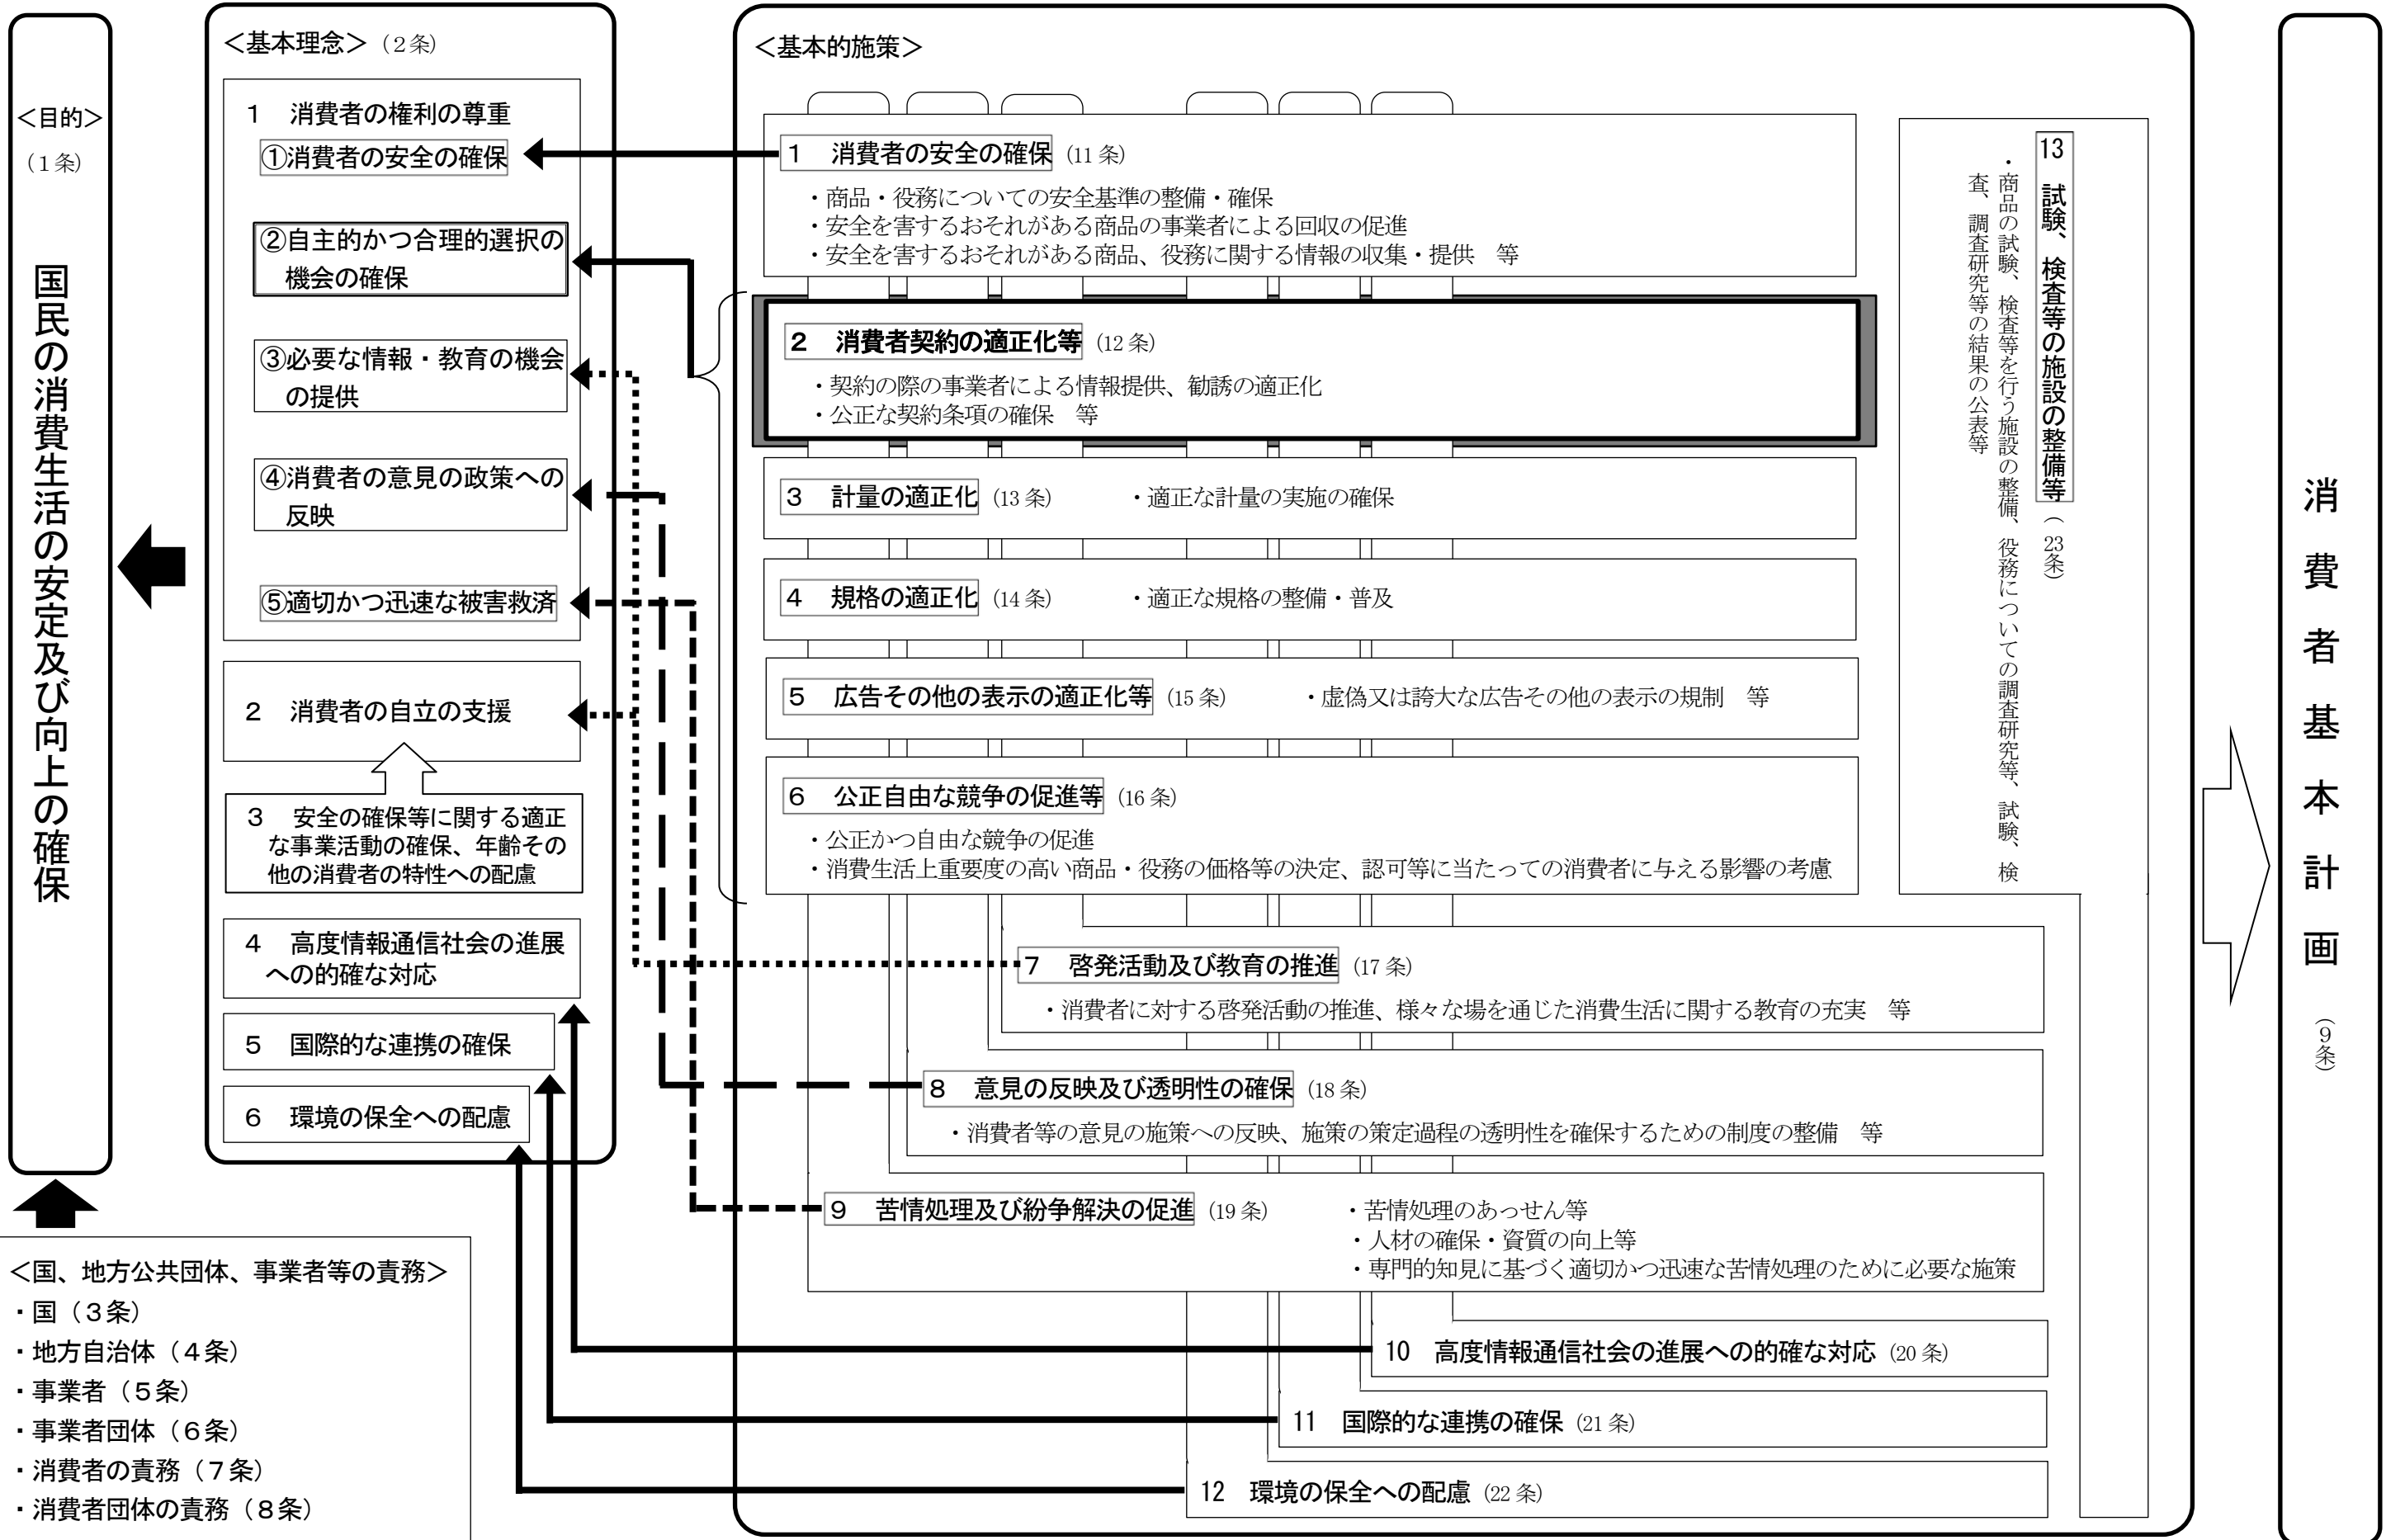 ＜目的＞
（１条）
国民の消費生活の安定及び向上の確保
＜基本理念＞（２条）
１　消費者の権利の尊重
①消費者の安全の確保
②自主的かつ合理的選択の
機会の確保
③必要な情報・教育の機会
の提供
④消費者の意見の政策への
反映
⑤適切かつ迅速な被害救済
２　消費者の自立の支援
３　安全の確保等に関する適正
な事業活動の確保、年齢その
他の消費者の特性への配慮
４　高度情報通信社会の進展
への的確な対応
５　国際的な連携の確保
６　環境の保全への配慮
＜国、地方公共団体、事業者等の責務＞
・国（３条）
・地方自治体（４条）
・事業者（５条）
・事業者団体（６条）
・消費者の責務（７条）
・消費者団体の責務（８条）
＜基本的施策＞
１　消費者の安全の確保（11 条）
・商品・役務についての安全基準の整備・確保
・安全を害するおそれがある商品の事業者による回収の促進
・安全を害するおそれがある商品、役務に関する情報の収集・提供　等
２　消費者契約の適正化等（12 条）
・契約の際の事業者による情報提供、勧誘の適正化
・公正な契約条項の確保　等
３　計量の適正化（13 条）　・適正な計量の実施の確保
４　規格の適正化（14 条）　・適正な規格の整備・普及
５　広告その他の表示の適正化等（15 条）　・虚偽又は誇大な広告その他の表示の規制　等
６　公正自由な競争の促進等（16 条）
・公正かつ自由な競争の促進
・消費生活上重要度の高い商品・役務の価格等の決定、認可等に当たっての消費者に与える影響の考慮
７　啓発活動及び教育の推進（17 条）
・消費者に対する啓発活動の推進、様々な場を通じた消費生活に関する教育の充実　等
８　意見の反映及び透明性の確保（18 条）
・消費者等の意見の施策への反映、施策の策定過程の透明性を確保するための制度の整備　等
９　苦情処理及び紛争解決の促進（19 条）　・苦情処理のあっせん等
・人材の確保・資質の向上等
・専門的知見に基づく適切かつ迅速な苦情処理のために必要な施策
10　高度情報通信社会の進展への的確な対応（20 条）
11　国際的な連携の確保（21 条）
12　環境の保全への配慮（22 条）
13　試験、検査等の施設の整備等（23条）
・商品の試験、検査等を行う施設の整備、役務についての調査研究等、試験、検
査、調査研究等の結果の公表等
消費者基本計画（９条）